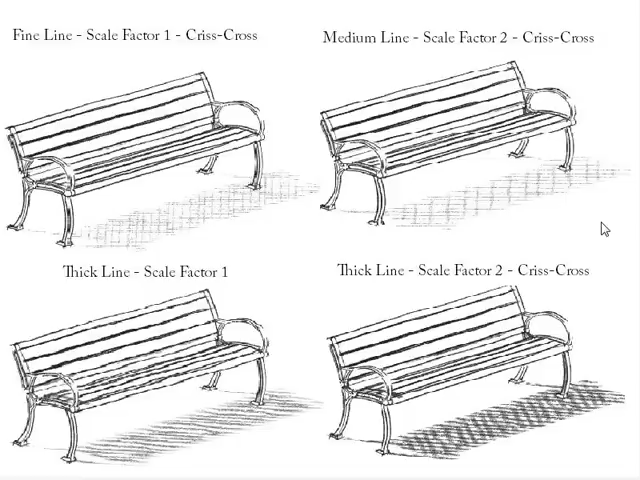 Fine Line - Scale Factor 1 - Criss-Cross
Medium Line - Scale Factor 2 - Criss-Cross
Thick Line - Scale Factor 1
Thick Line - Scale Factor 2 - Criss-Cross